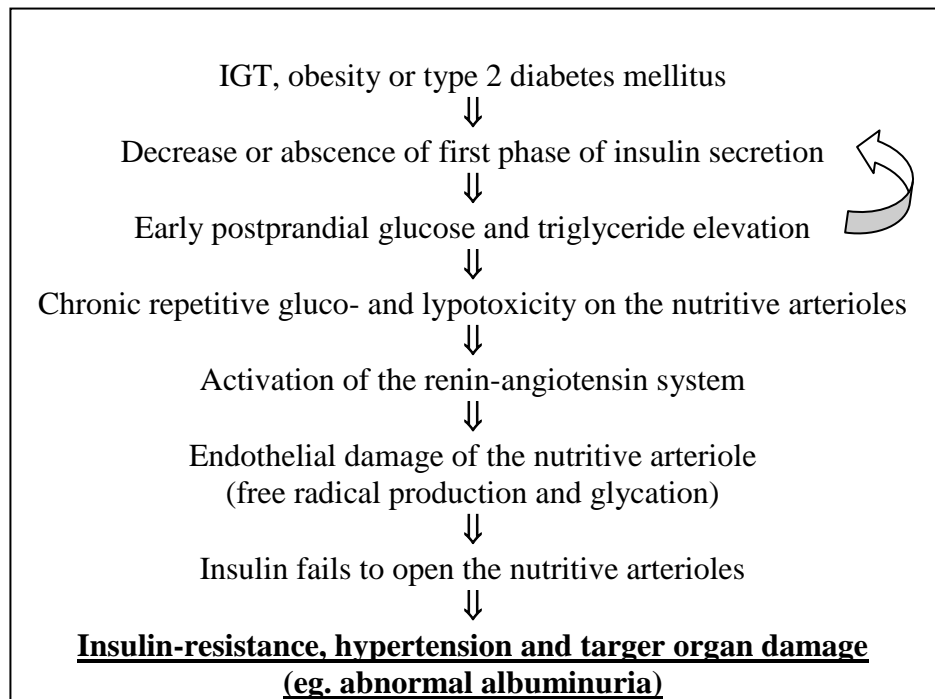 IGT, obesity or type 2 diabetes mellitus
Decrease or abscence of first phase of insulin secretion
Early postprandial glucose and triglyceride elevation
Chronic repetitive gluco- and lypotoxicity on the nutritive arterioles
Activation of the renin-angiotensin system
Endothelial damage of the nutritive arteriole
(free radical production and glycation)
Insulin fails to open the nutritive arterioles
Insulin-resistance, hypertension and targer organ damage
(eg. abnormal albuminuria)